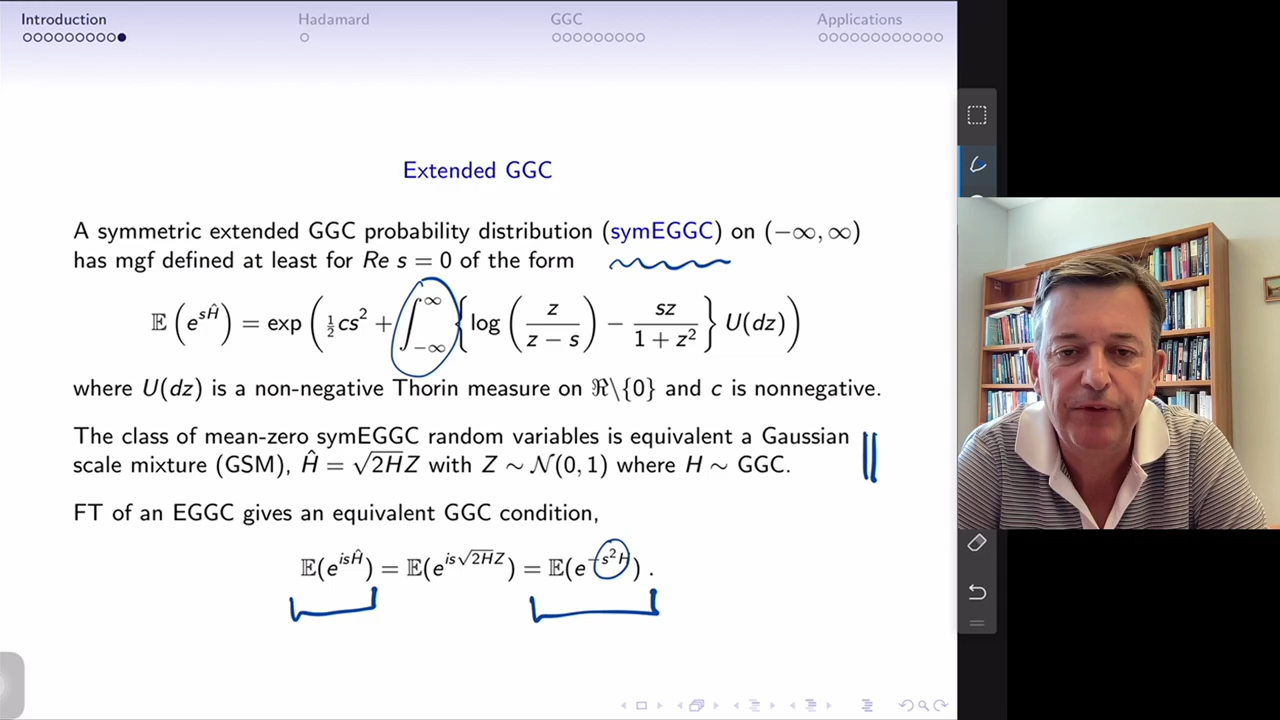 Introduction Hadamard GGC Applications
Extended GGC
A symmetric extended GGC probability distribution (symEGGC) on (−∞, ∞)
has mgf defined at least for Re s = 0 of the form
𝔼 (e^{sĤ}) = exp (½cs² + ∫_{−∞}^{∞} {log (z/(z − s)) − sz/(1 + z²)} U(dz))
where U(dz) is a non-negative Thorin measure on ℜ\{0} and c is nonnegative.
The class of mean-zero symEGGC random variables is equivalent a Gaussian
scale mixture (GSM), Ĥ = √2H Z with Z ∼ 𝒩(0, 1) where H ∼ GGC.
FT of an EGGC gives an equivalent GGC condition,
𝔼(e^{isĤ}) = 𝔼(e^{is√2H Z}) = 𝔼(e^{−s²H}) .